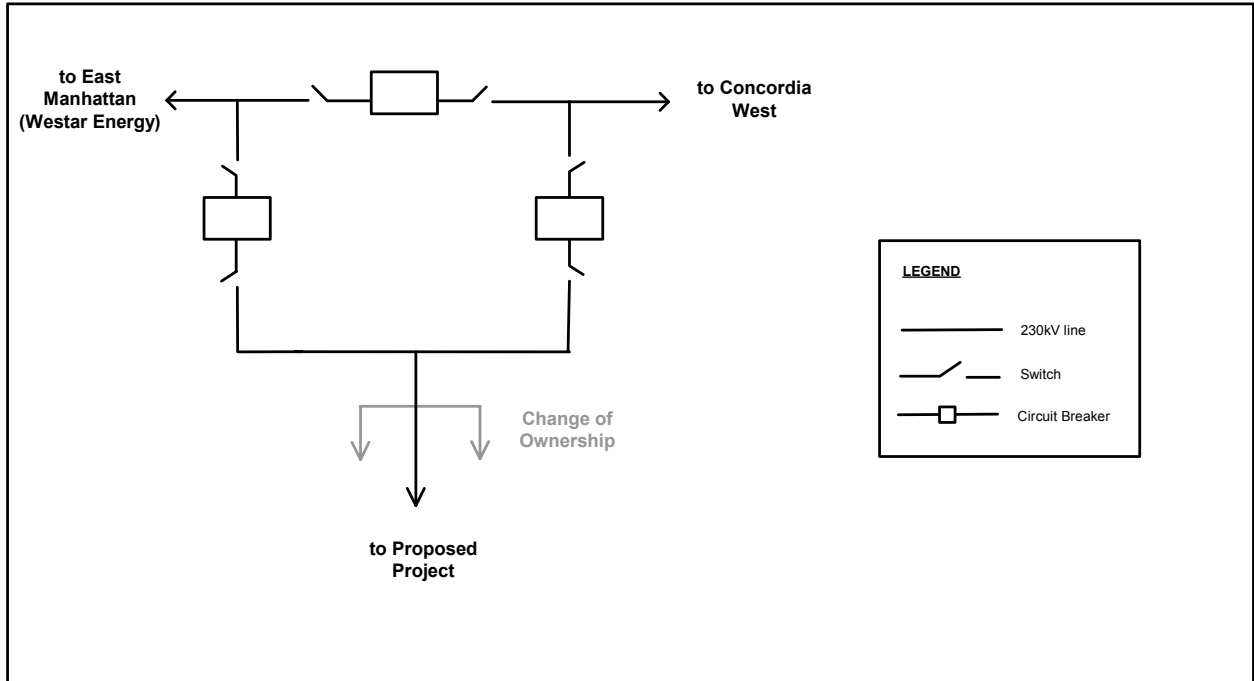 to East
Manhattan
(Westar Energy)
to Concordia
West
LEGEND
230kV line
Switch
Circuit Breaker
Change of
Ownership
to Proposed
Project